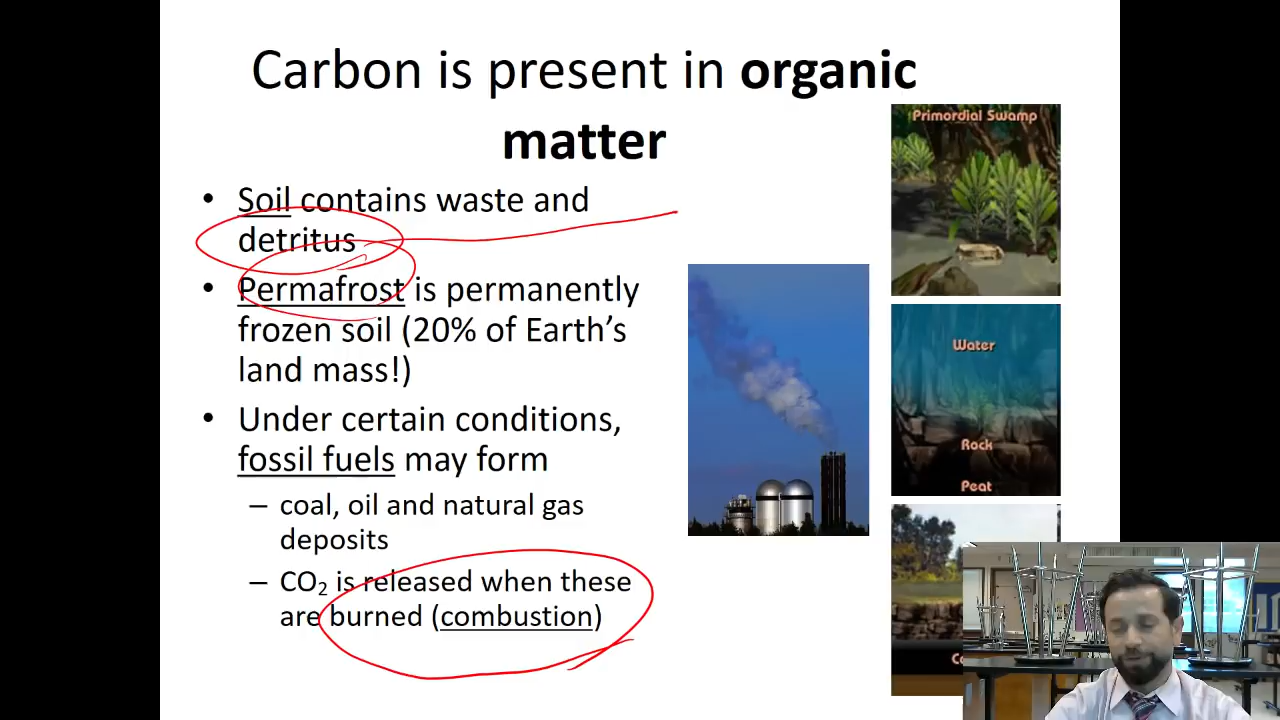 Carbon is present in organic
matter
• Soil contains waste and
detritus
• Permafrost is permanently
frozen soil (20% of Earth’s
land mass!)
• Under certain conditions,
fossil fuels may form
– coal, oil and natural gas
deposits
– CO₂ is released when these
are burned (combustion)
Primordial Swamp
Water
Rock
Peat